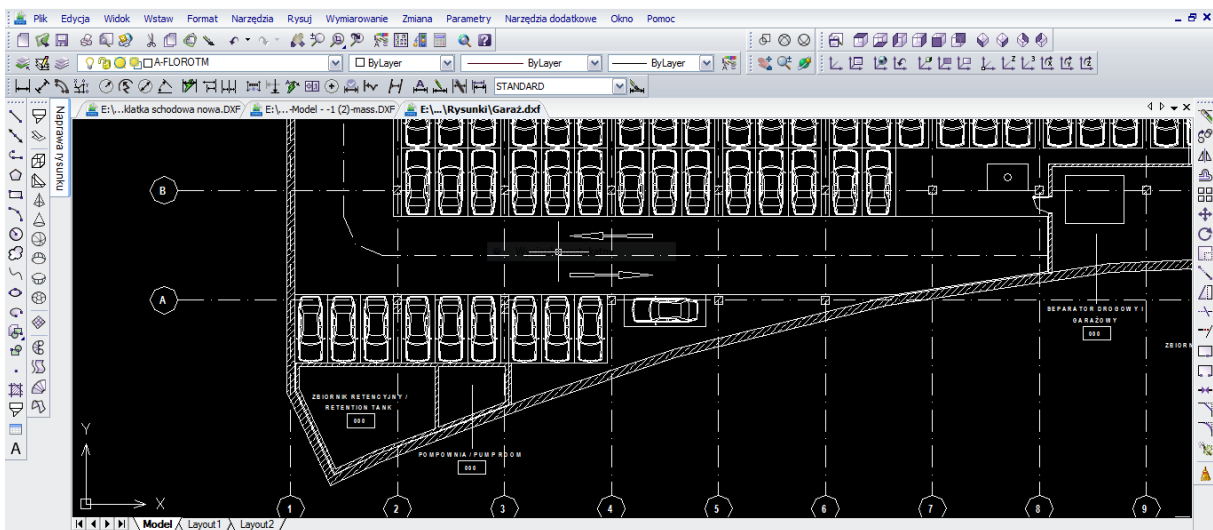 Plik Edycja Widok Wstaw Format Narzędzia Rysuj Wymiarowanie Zmiana Parametry Narzędzia dodatkowe Okno Pomoc
A-FLOROTM ByLayer ByLayer ByLayer
STANDARD
E:\...klatka schodowa nowa.DXF E:\...-Model - -1 (2)-mass.DXF E:\...\Rysunki\Garaż.dxf
Naprawa rysunku
B
A
SEPARATOR DROGOWY I
GARAŻOWY
000
ZBIORN
ZBIORNIK RETENCYJNY /
RETENTION TANK
000
POMPOWNIA / PUMP ROOM
000
Y
X
1 2 3 4 5 6 7 8 9
A
Model Layout1 Layout2